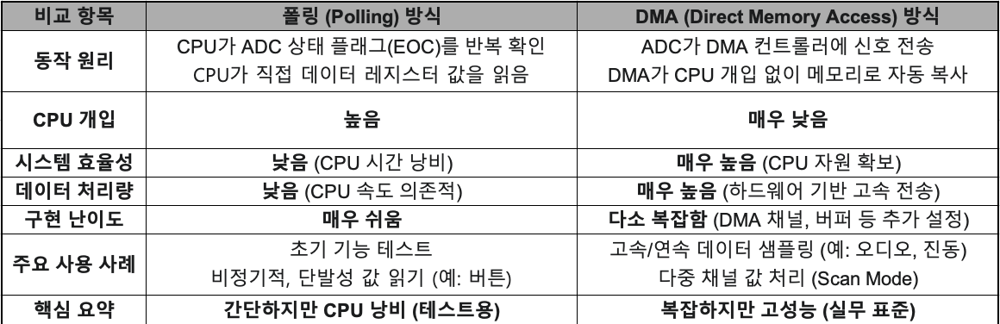 비교 항목 폴링 (Polling) 방식 DMA (Direct Memory Access) 방식
동작 원리 CPU가 ADC 상태 플래그(EOC)를 반복 확인 ADC가 DMA 컨트롤러에 신호 전송
CPU가 직접 데이터 레지스터 값을 읽음 DMA가 CPU 개입 없이 메모리로 자동 복사
CPU 개입 높음 매우 낮음
시스템 효율성 낮음 (CPU 시간 낭비) 매우 높음 (CPU 자원 확보)
데이터 처리량 낮음 (CPU 속도 의존적) 매우 높음 (하드웨어 기반 고속 전송)
구현 난이도 매우 쉬움 다소 복잡함 (DMA 채널, 버퍼 등 추가 설정)
주요 사용 사례 초기 기능 테스트 고속/연속 데이터 샘플링 (예: 오디오, 진동)
비정기적, 단발성 값 읽기 (예: 버튼) 다중 채널 값 처리 (Scan Mode)
핵심 요약 간단하지만 CPU 낭비 (테스트용) 복잡하지만 고성능 (실무 표준)